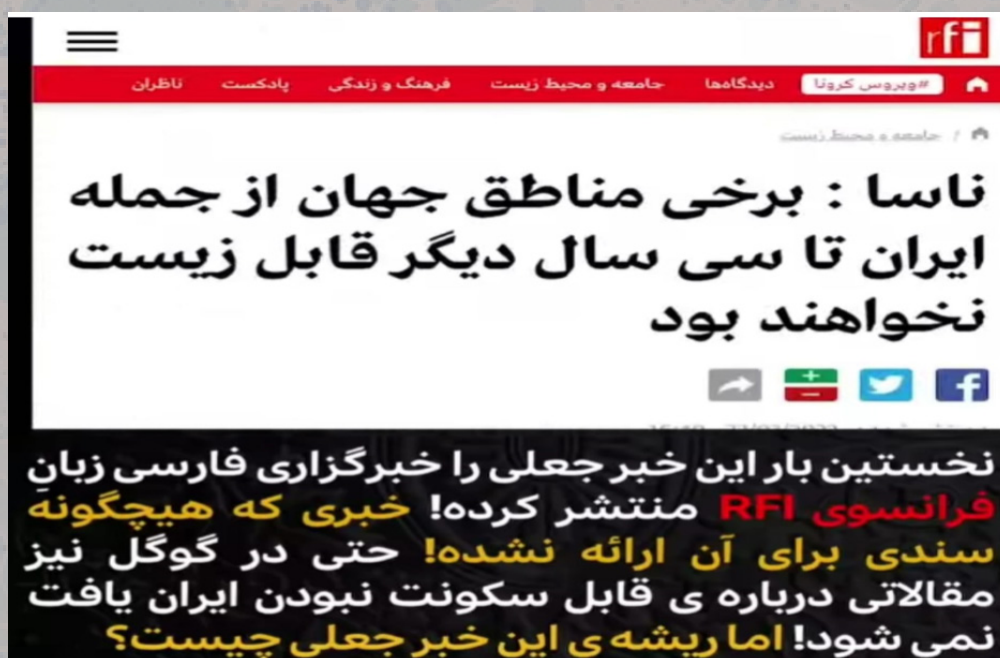 rfi
#ویروس کرونا دیدگاه‌ها جامعه و محیط زیست فرهنگ و زندگی پادکست ناظران
/ جامعه و محیط زیست
ناسا : برخی مناطق جهان از جمله
ایران تا سی سال دیگر قابل زیست
نخواهند بود
نخستین بار این خبر جعلی را خبرگزاری فارسی زبانِ
فرانسوی RFI منتشر کرده! خبری که هیچگونه
سندی برای آن ارائه نشده! حتی در گوگل نیز
مقالاتی درباره ی قابل سکونت نبودن ایران یافت
نمی شود! اما ریشه ی این خبر جعلی چیست؟